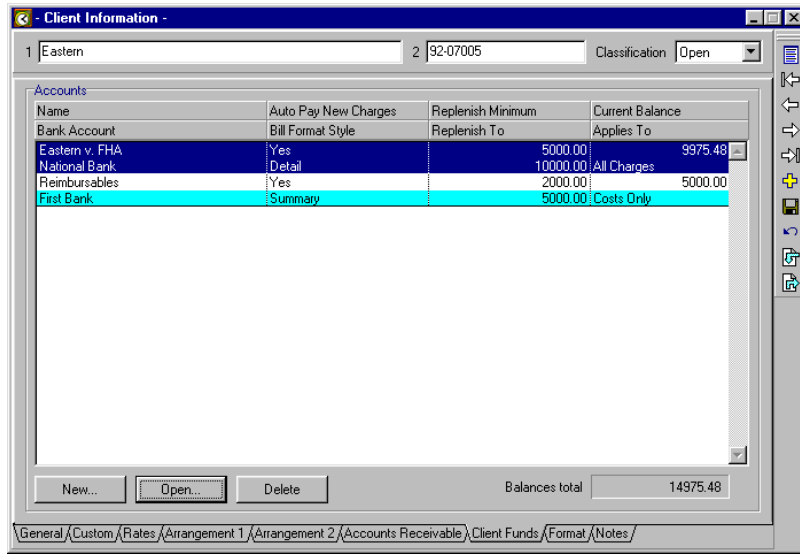 - Client Information -
1 Eastern 2 92-07005 Classification Open
Accounts
Name Auto Pay New Charges Replenish Minimum Current Balance
Bank Account Bill Format Style Replenish To Applies To
Eastern v. FHA Yes 5000.00 9975.48
National Bank Detail 10000.00 All Charges
Reimbursables Yes 2000.00 5000.00
First Bank Summary 5000.00 Costs Only
New... Open... Delete Balances total 14975.48
General Custom Rates Arrangement 1 Arrangement 2 Accounts Receivable Client Funds Format Notes